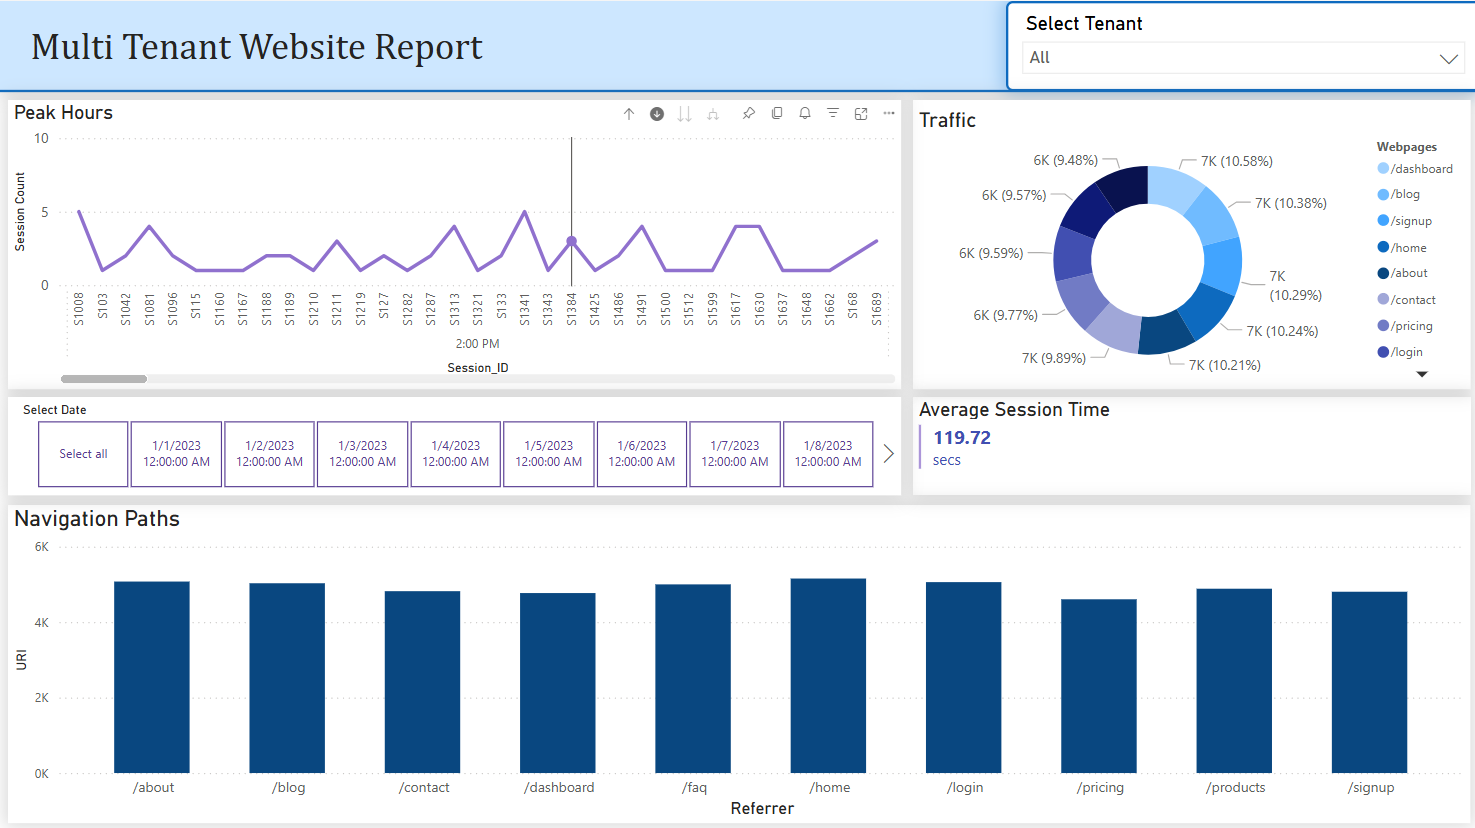 Multi Tenant Website Report
Select Tenant
All
Peak Hours
10
5
0
Session Count
S1008
S103
S1042
S1081
S1096
S115
S1160
S1167
S1188
S1189
S1210
S1211
S1219
S127
S1282
S1287
S1313
S1321
S133
S1341
S1343
S1384
S1425
S1486
S1491
S1500
S1512
S1599
S1617
S1630
S1637
S1648
S1662
S168
S1689
2:00 PM
Session_ID
Traffic
6K (9.48%)
7K (10.58%)
6K (9.57%)
7K (10.38%)
6K (9.59%)
7K
(10.29%)
6K (9.77%)
7K (10.24%)
7K (9.89%)
7K (10.21%)
Webpages
/dashboard
/blog
/signup
/home
/about
/contact
/pricing
/login
Select Date
Select all
1/1/2023
12:00:00 AM
1/2/2023
12:00:00 AM
1/3/2023
12:00:00 AM
1/4/2023
12:00:00 AM
1/5/2023
12:00:00 AM
1/6/2023
12:00:00 AM
1/7/2023
12:00:00 AM
1/8/2023
12:00:00 AM
Average Session Time
119.72
secs
Navigation Paths
6K
4K
2K
0K
URI
/about
/blog
/contact
/dashboard
/faq
/home
/login
/pricing
/products
/signup
Referrer